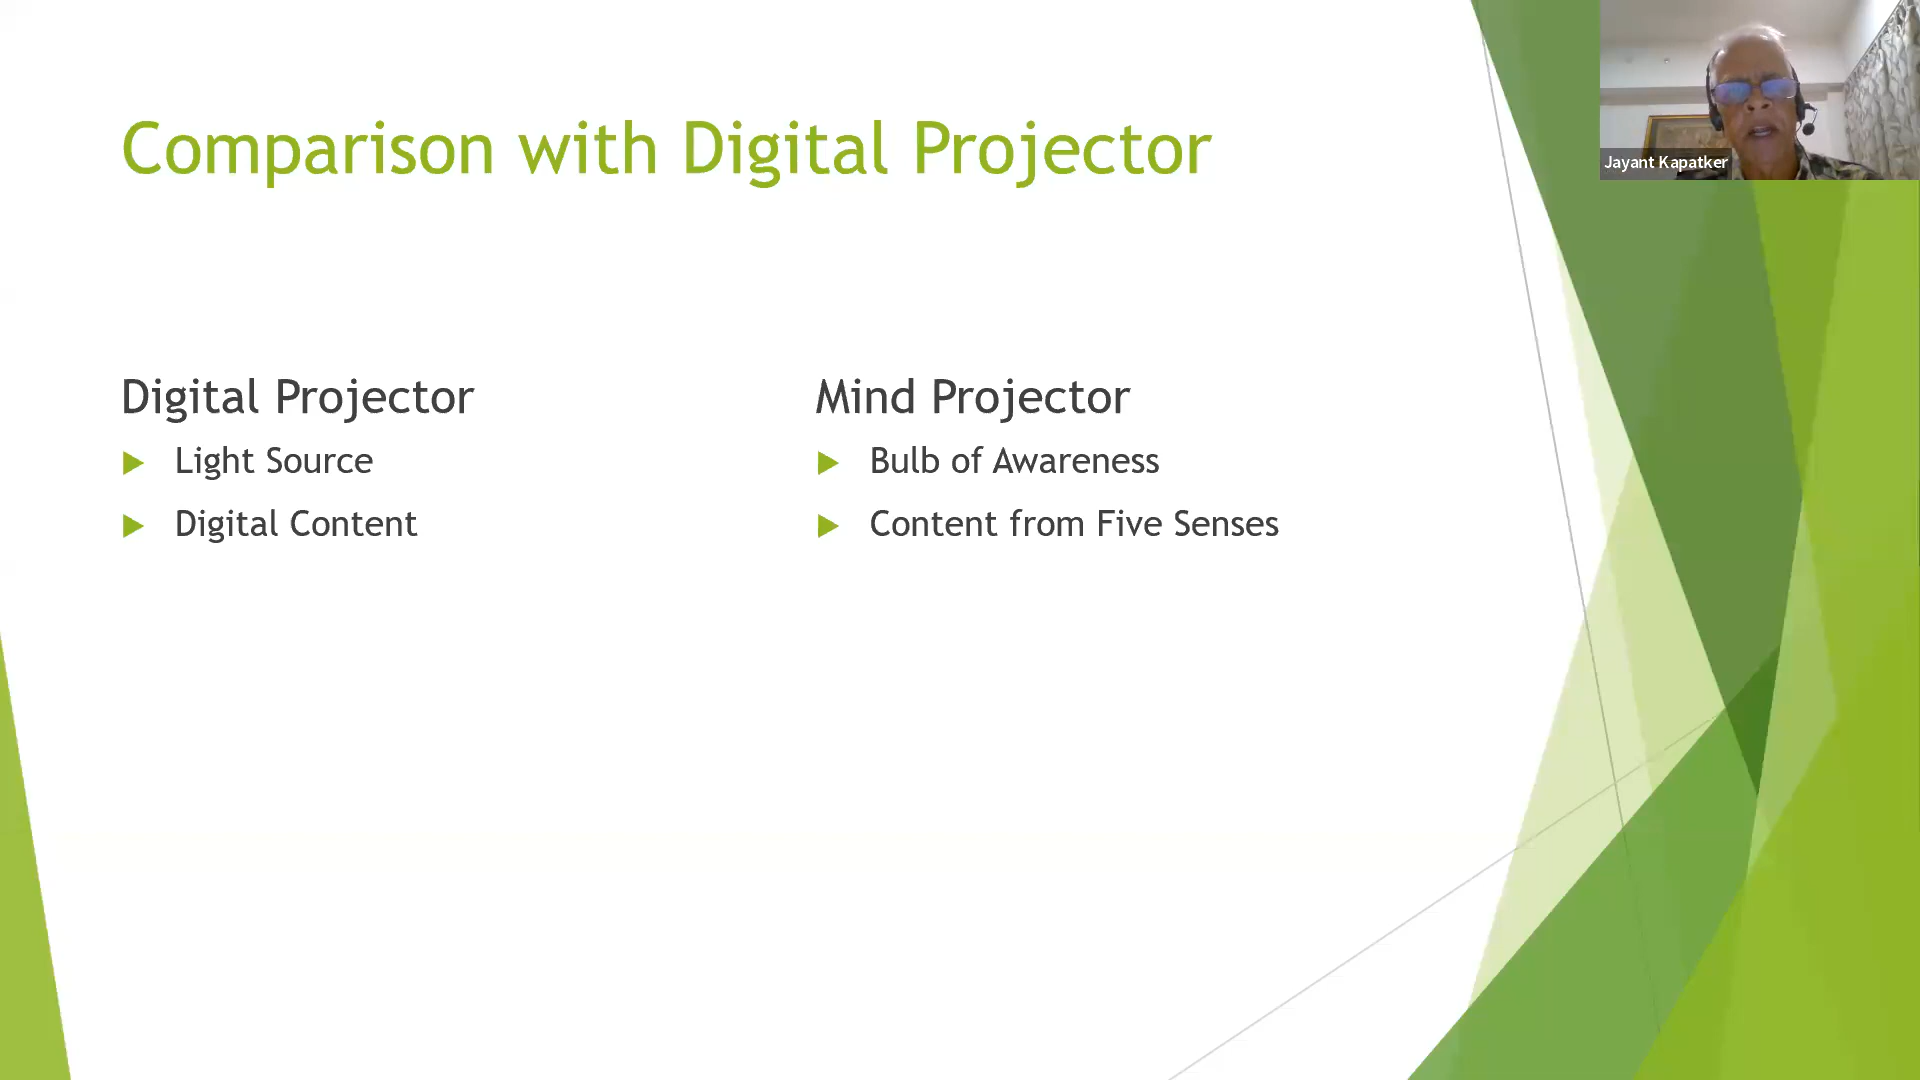 Comparison with Digital Projector
Jayant Kapatker
Digital Projector
Light Source
Digital Content
Mind Projector
Bulb of Awareness
Content from Five Senses